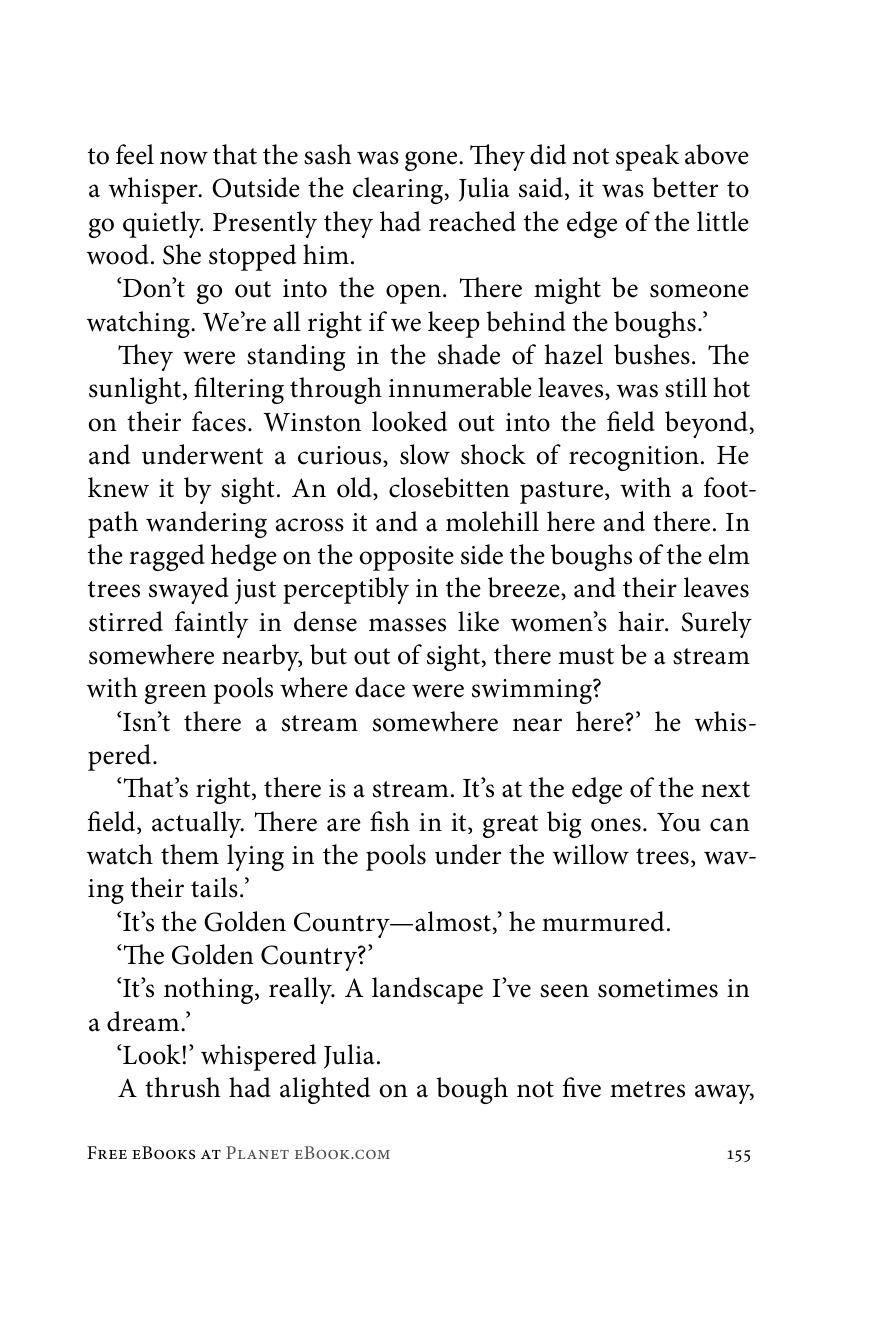 to feel now that the sash was gone. They did not speak above
a whisper. Outside the clearing, Julia said, it was better to
go quietly. Presently they had reached the edge of the little
wood. She stopped him.
‘Don’t go out into the open. There might be someone
watching. We’re all right if we keep behind the boughs.’
They were standing in the shade of hazel bushes. The
sunlight, filtering through innumerable leaves, was still hot
on their faces. Winston looked out into the field beyond,
and underwent a curious, slow shock of recognition. He
knew it by sight. An old, closebitten pasture, with a foot-
path wandering across it and a molehill here and there. In
the ragged hedge on the opposite side the boughs of the elm
trees swayed just perceptibly in the breeze, and their leaves
stirred faintly in dense masses like women’s hair. Surely
somewhere nearby, but out of sight, there must be a stream
with green pools where dace were swimming?
‘Isn’t there a stream somewhere near here?’ he whis-
pered.
‘That’s right, there is a stream. It’s at the edge of the next
field, actually. There are fish in it, great big ones. You can
watch them lying in the pools under the willow trees, wav-
ing their tails.’
‘It’s the Golden Country—almost,’ he murmured.
‘The Golden Country?’
‘It’s nothing, really. A landscape I’ve seen sometimes in
a dream.’
‘Look!’ whispered Julia.
A thrush had alighted on a bough not five metres away,
Free eBooks at Planet eBook.com 155